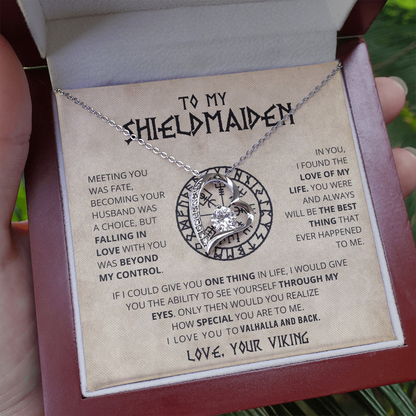 TO MY
SHIELDMAIDEN
MEETING YOU
WAS FATE,
BECOMING YOUR
HUSBAND WAS
A CHOICE, BUT
FALLING IN
LOVE WITH YOU
WAS BEYOND
MY CONTROL.
IN YOU,
I FOUND THE
LOVE OF MY
LIFE, YOU WERE
AND ALWAYS
WILL BE THE BEST
THING THAT
EVER HAPPENED
TO ME.
IF I COULD GIVE YOU ONE THING IN LIFE, I WOULD GIVE
YOU THE ABILITY TO SEE YOURSELF THROUGH MY
EYES. ONLY THEN WOULD YOU REALIZE
HOW SPECIAL YOU ARE TO ME.
I LOVE YOU TO VALHALLA AND BACK.
LOVE, YOUR VIKING